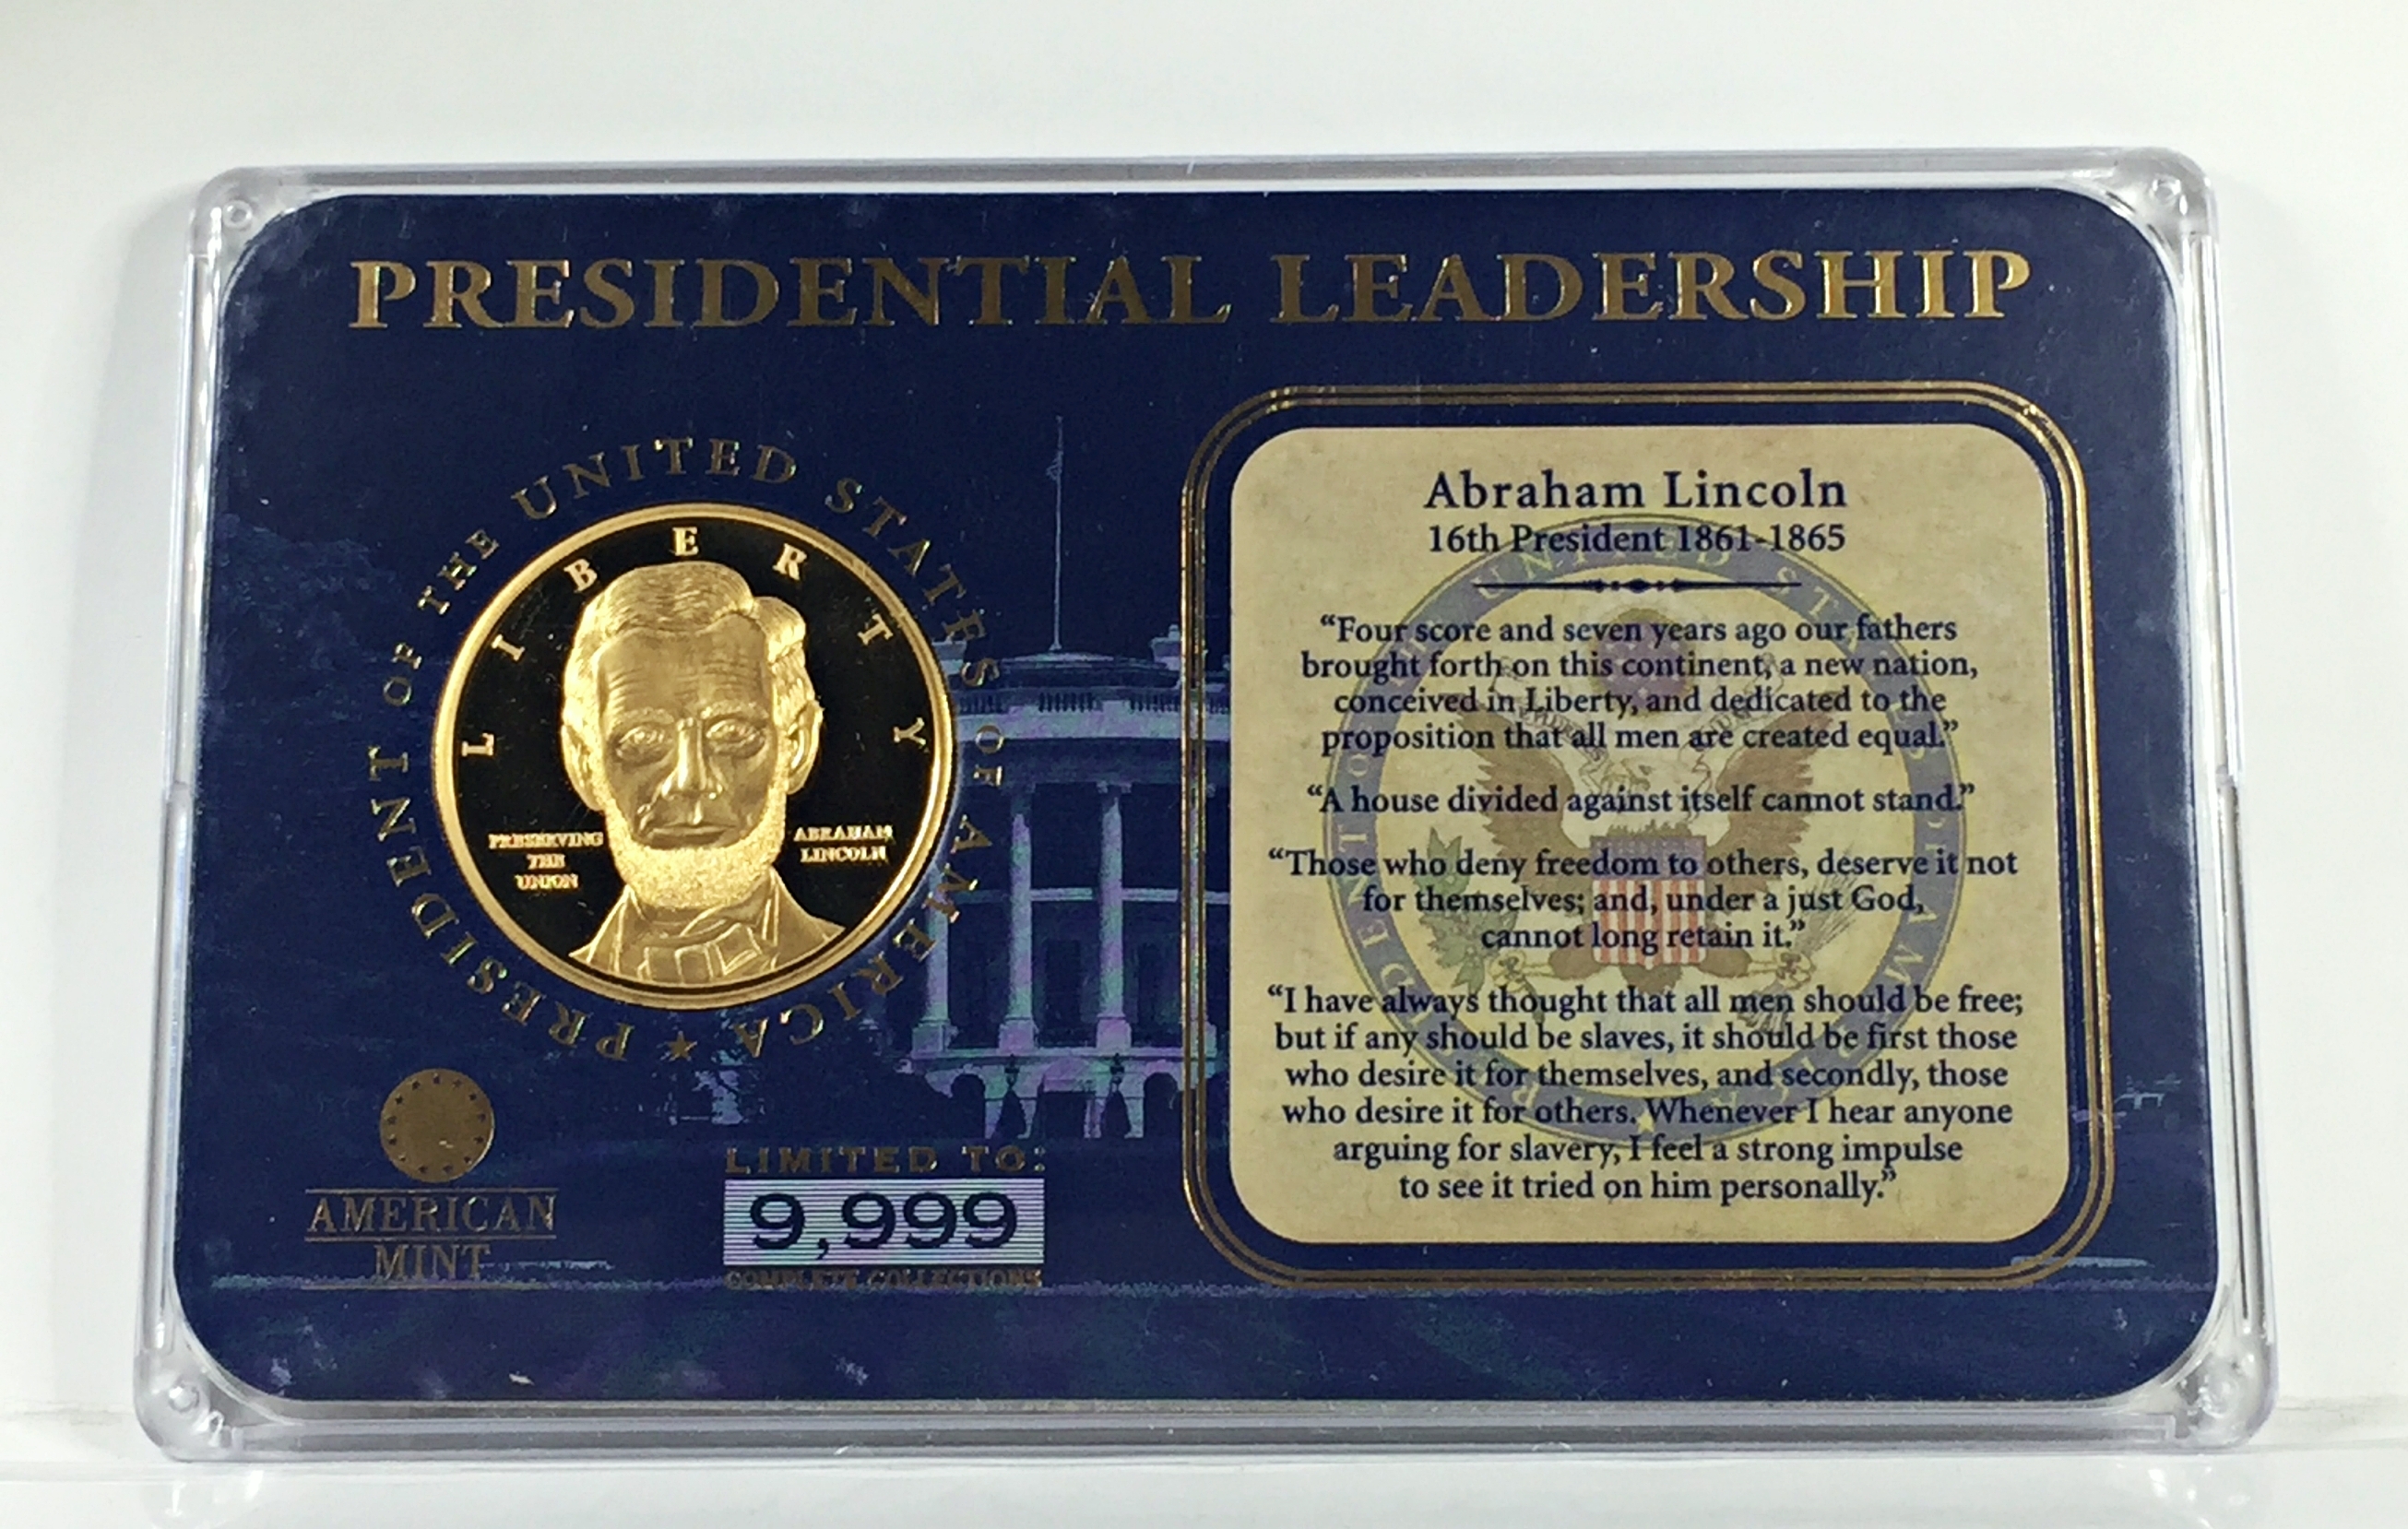 PRESIDENTIAL LEADERSHIP
PRESIDENT OF THE UNITED STATES OF AMERICA ★
LIBERTY
PRESERVING
THE
UNION
ABRAHAM
LINCOLN
AMERICAN
MINT
LIMITED TO:
9,999
COMPLETE COLLECTIONS
Abraham Lincoln
16th President 1861-1865
“Four score and seven years ago our fathers
brought forth on this continent, a new nation,
conceived in Liberty, and dedicated to the
proposition that all men are created equal.”
“A house divided against itself cannot stand.”
“Those who deny freedom to others, deserve it not
for themselves; and, under a just God,
cannot long retain it.”
“I have always thought that all men should be free;
but if any should be slaves, it should be first those
who desire it for themselves, and secondly, those
who desire it for others. Whenever I hear anyone
arguing for slavery, I feel a strong impulse
to see it tried on him personally.”